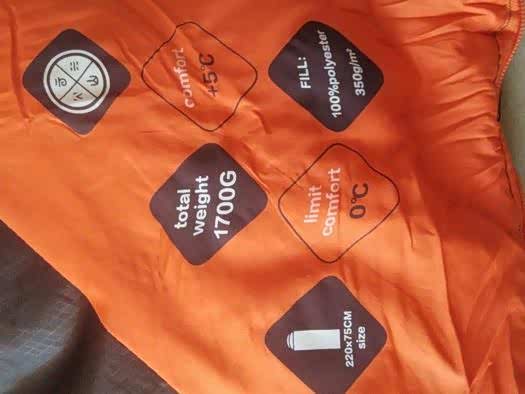 comfort
+5℃
FILL:
100%polyester
350g/m²
total
weight
1700G
limit
comfort
0℃
220x75CM
size